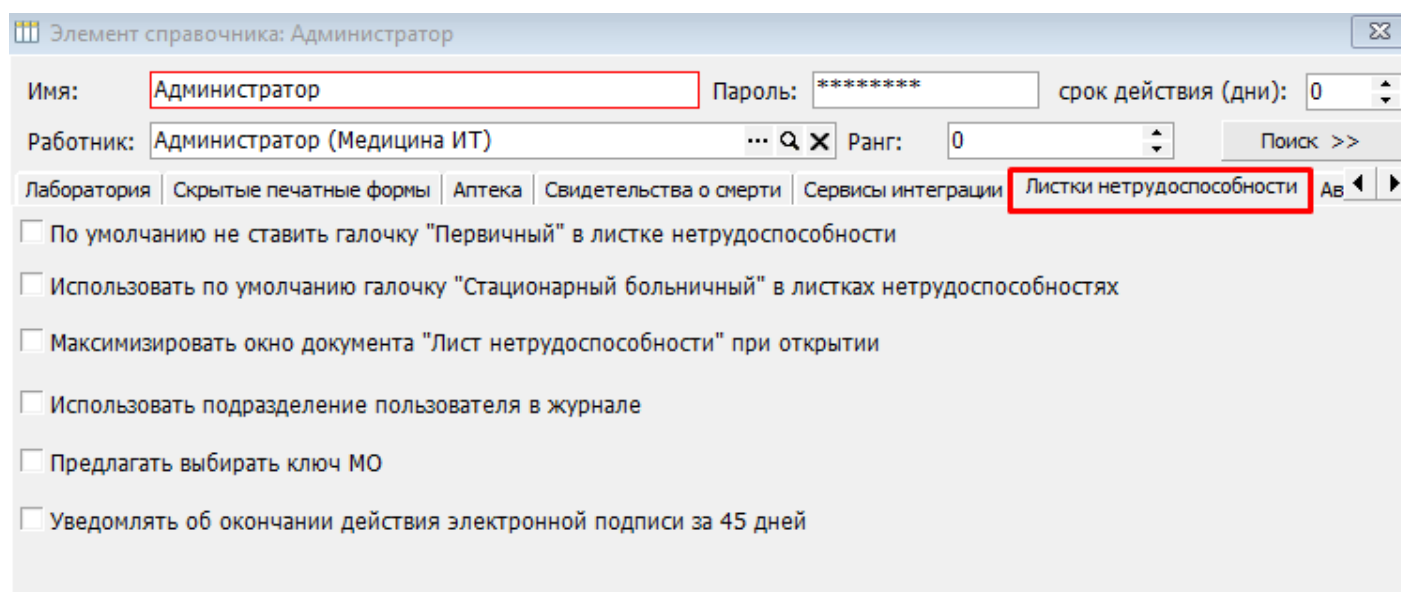 Элемент справочника: Администратор
Имя: Администратор Пароль: ******** срок действия (дни): 0
Работник: Администратор (Медицина ИТ) ... Ранг: 0 Поиск >>
Лаборатория Скрытые печатные формы Аптека Свидетельства о смерти Сервисы интеграции Листки нетрудоспособности Ав
По умолчанию не ставить галочку "Первичный" в листке нетрудоспособности
Использовать по умолчанию галочку "Стационарный больничный" в листках нетрудоспособностях
Максимизировать окно документа "Лист нетрудоспособности" при открытии
Использовать подразделение пользователя в журнале
Предлагать выбирать ключ МО
Уведомлять об окончании действия электронной подписи за 45 дней